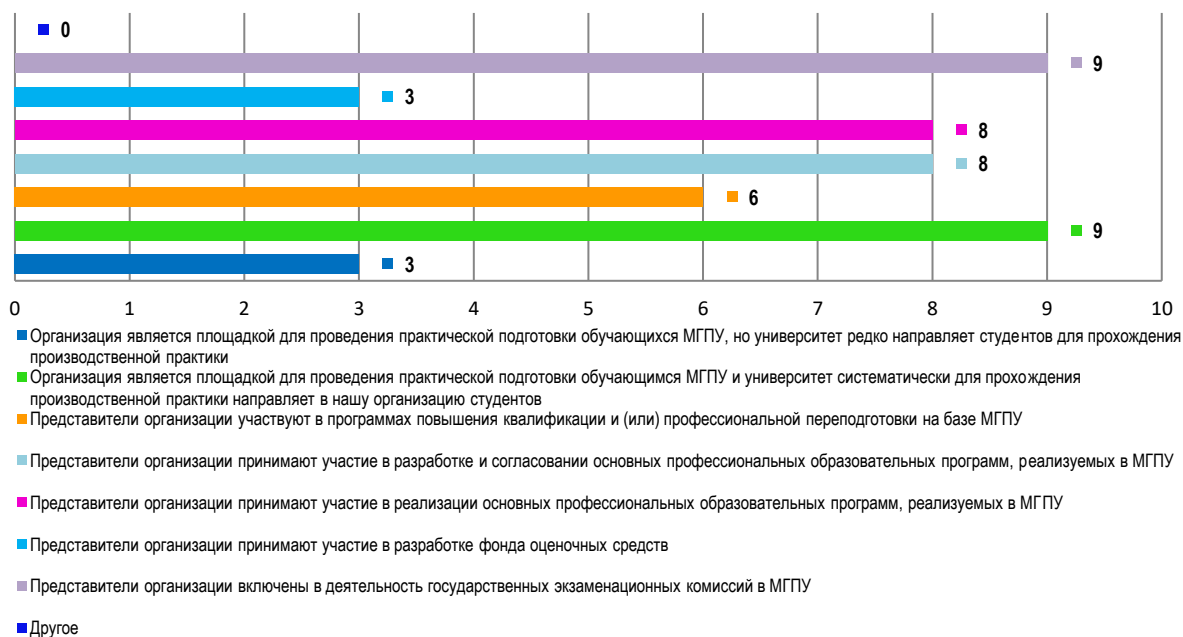 0
9
3
8
8
6
9
3
0 1 2 3 4 5 6 7 8 9 10
Организация является площадкой для проведения практической подготовки обучающихся МГПУ, но университет редко направляет студентов для прохождения
производственной практики
Организация является площадкой для проведения практической подготовки обучающимся МГПУ и университет систематически для прохождения
производственной практики направляет в нашу организацию студентов
Представители организации участвуют в программах повышения квалификации и (или) профессиональной переподготовки на базе МГПУ
Представители организации принимают участие в разработке и согласовании основных профессиональных образовательных программ, реализуемых в МГПУ
Представители организации принимают участие в реализации основных профессиональных образовательных программ, реализуемых в МГПУ
Представители организации принимают участие в разработке фонда оценочных средств
Представители организации включены в деятельность государственных экзаменационных комиссий в МГПУ
Другое